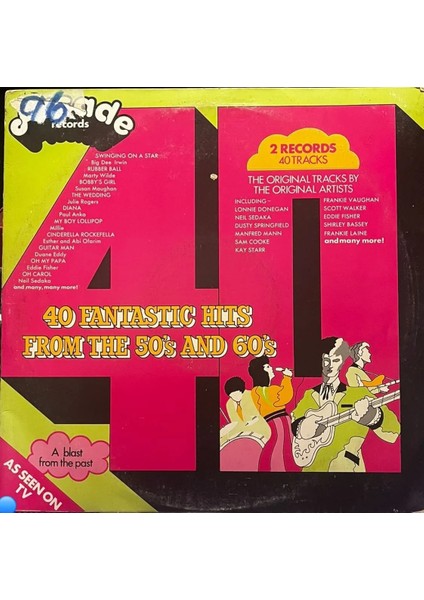 96
ade
records
SWINGING ON A STAR
Big Dee Irwin
RUBBER BALL
Marty Wilde
BOBBY'S GIRL
Susan Maughan
THE WEDDING
Julie Rogers
DIANA
Paul Anka
MY BOY LOLLIPOP
Millie
CINDERELLA ROCKEFELLA
Esther and Abi Ofarim
GUITAR MAN
Duane Eddy
OH MY PAPA
Eddie Fisher
OH CAROL
Neil Sedaka
and many, many more!
40
2 RECORDS
40 TRACKS
THE ORIGINAL TRACKS BY
THE ORIGINAL ARTISTS
INCLUDING –
LONNIE DONEGAN
NEIL SEDAKA
DUSTY SPRINGFIELD
MANFRED MANN
SAM COOKE
KAY STARR
FRANKIE VAUGHAN
SCOTT WALKER
EDDIE FISHER
SHIRLEY BASSEY
FRANKIE LAINE
and many more!
40 FANTASTIC HITS
FROM THE 50's AND 60's
A blast
from the past
AS SEEN ON
TV